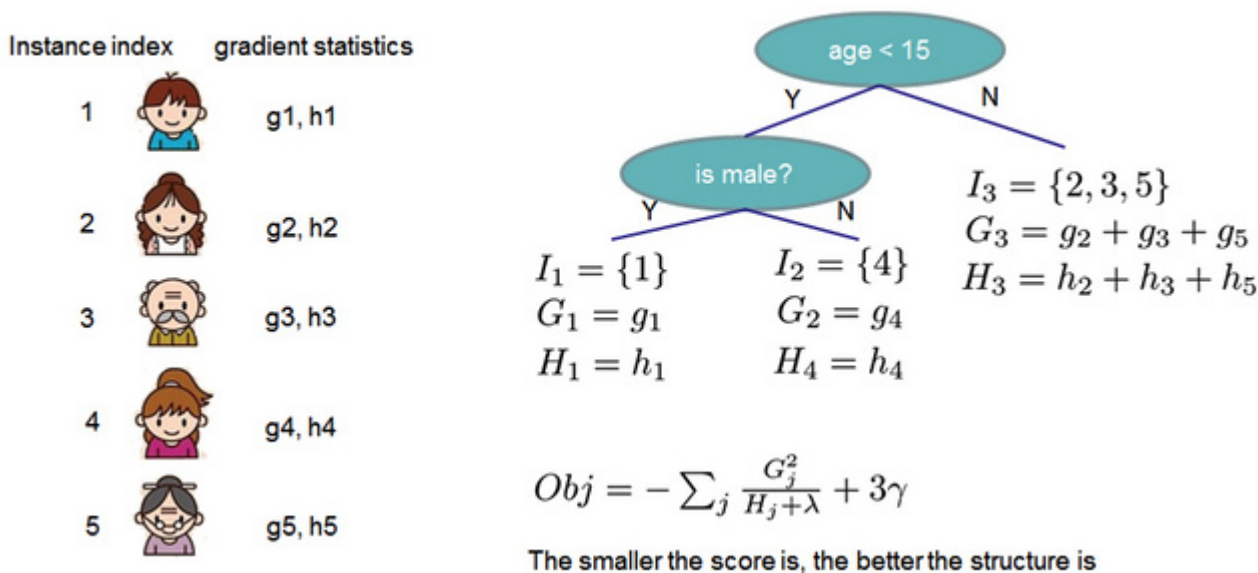 Instance index gradient statistics
1 g1, h1
2 g2, h2
3 g3, h3
4 g4, h4
5 g5, h5
age < 15
Y N
is male?
Y N
I₁ = {1}
G₁ = g₁
H₁ = h₁
I₂ = {4}
G₂ = g₄
H₄ = h₄
I₃ = {2, 3, 5}
G₃ = g₂ + g₃ + g₅
H₃ = h₂ + h₃ + h₅
Obj = − ∑ⱼ Gⱼ² / (Hⱼ+λ) + 3γ
The smaller the score is, the better the structure is